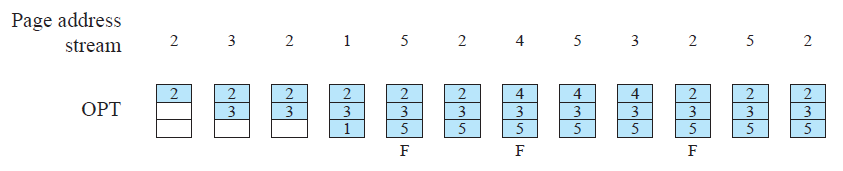 Page address
stream 2 3 2 1 5 2 4 5 3 2 5 2
OPT
2 2 2 2 2 2 4 4 4 2 2 2
3 3 3 3 3 3 3 3 3 3 3
1 5 5 5 5 5 5 5 5
F F F